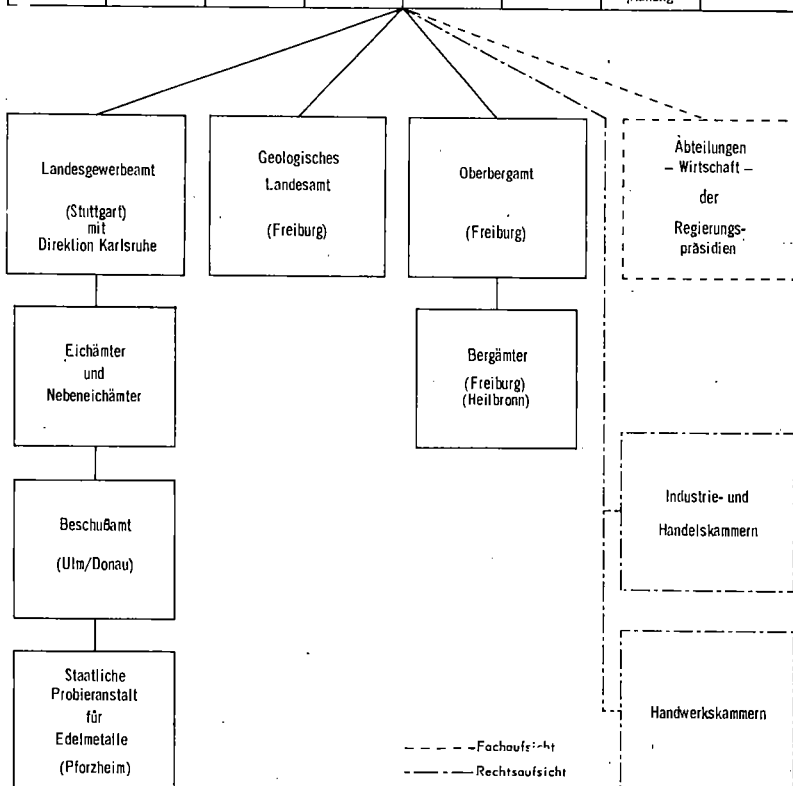 Landesgewerbeamt
(Stuttgart)
mit
Direktion Karlsruhe
Geologisches
Landesamt
(Freiburg)
Oberbergamt
(Freiburg)
Abteilungen
– Wirtschaft –
der
Regierungs-
präsidien
Eichämter
und
Nebeneichämter
Bergämter
(Freiburg)
(Heilbronn)
Beschußamt
(Ulm/Donau)
Industrie- und
Handelskammern
Staatliche
Probieranstalt
für
Edelmetalle
(Pforzheim)
Handwerkskammern
Fachaufsicht
Rechtsaufsicht